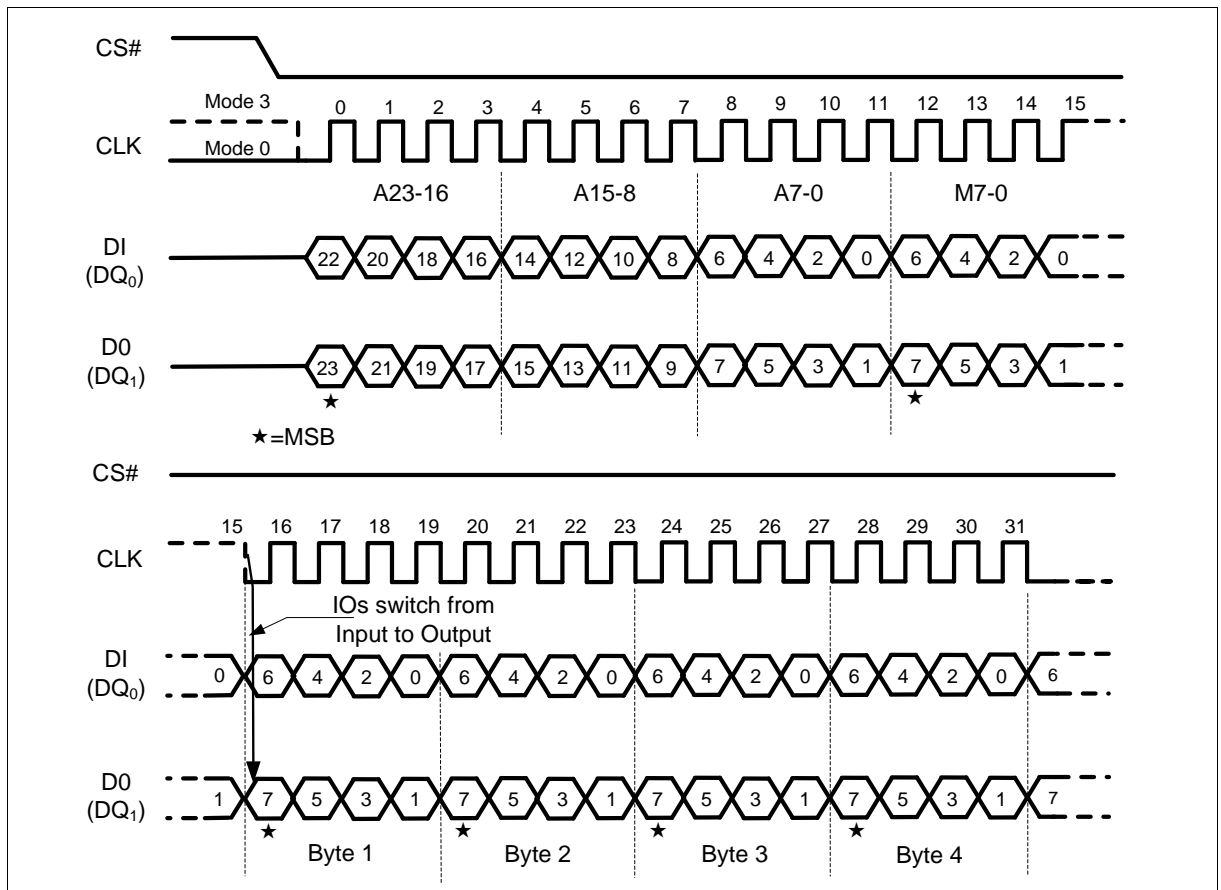 CS#
Mode 3
0 1 2 3 4 5 6 7 8 9 10 11 12 13 14 15
CLK
Mode 0
A23-16 A15-8 A7-0 M7-0
DI
(DQ0)
22 20 18 16 14 12 10 8 6 4 2 0 6 4 2 0
D0
(DQ1)
23 21 19 17 15 13 11 9 7 5 3 1 7 5 3 1
★ ★
★=MSB
CS#
15 16 17 18 19 20 21 22 23 24 25 26 27 28 29 30 31
CLK
IOs switch from
Input to Output
DI
(DQ0)
0 6 4 2 0 6 4 2 0 6 4 2 0 6 4 2 0 6
D0
(DQ1)
1 7 5 3 1 7 5 3 1 7 5 3 1 7 5 3 1 7
★ ★ ★ ★
Byte 1 Byte 2 Byte 3 Byte 4